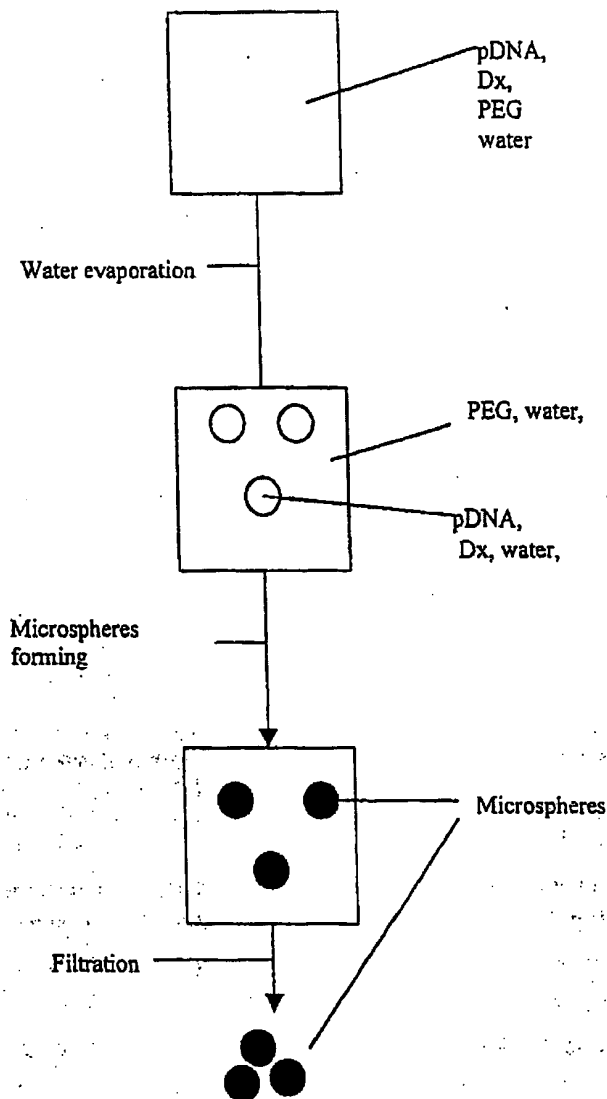 pDNA,
Dx,
PEG
water
Water evaporation
PEG, water,
pDNA,
Dx, water,
Microspheres
forming
Microspheres
Filtration